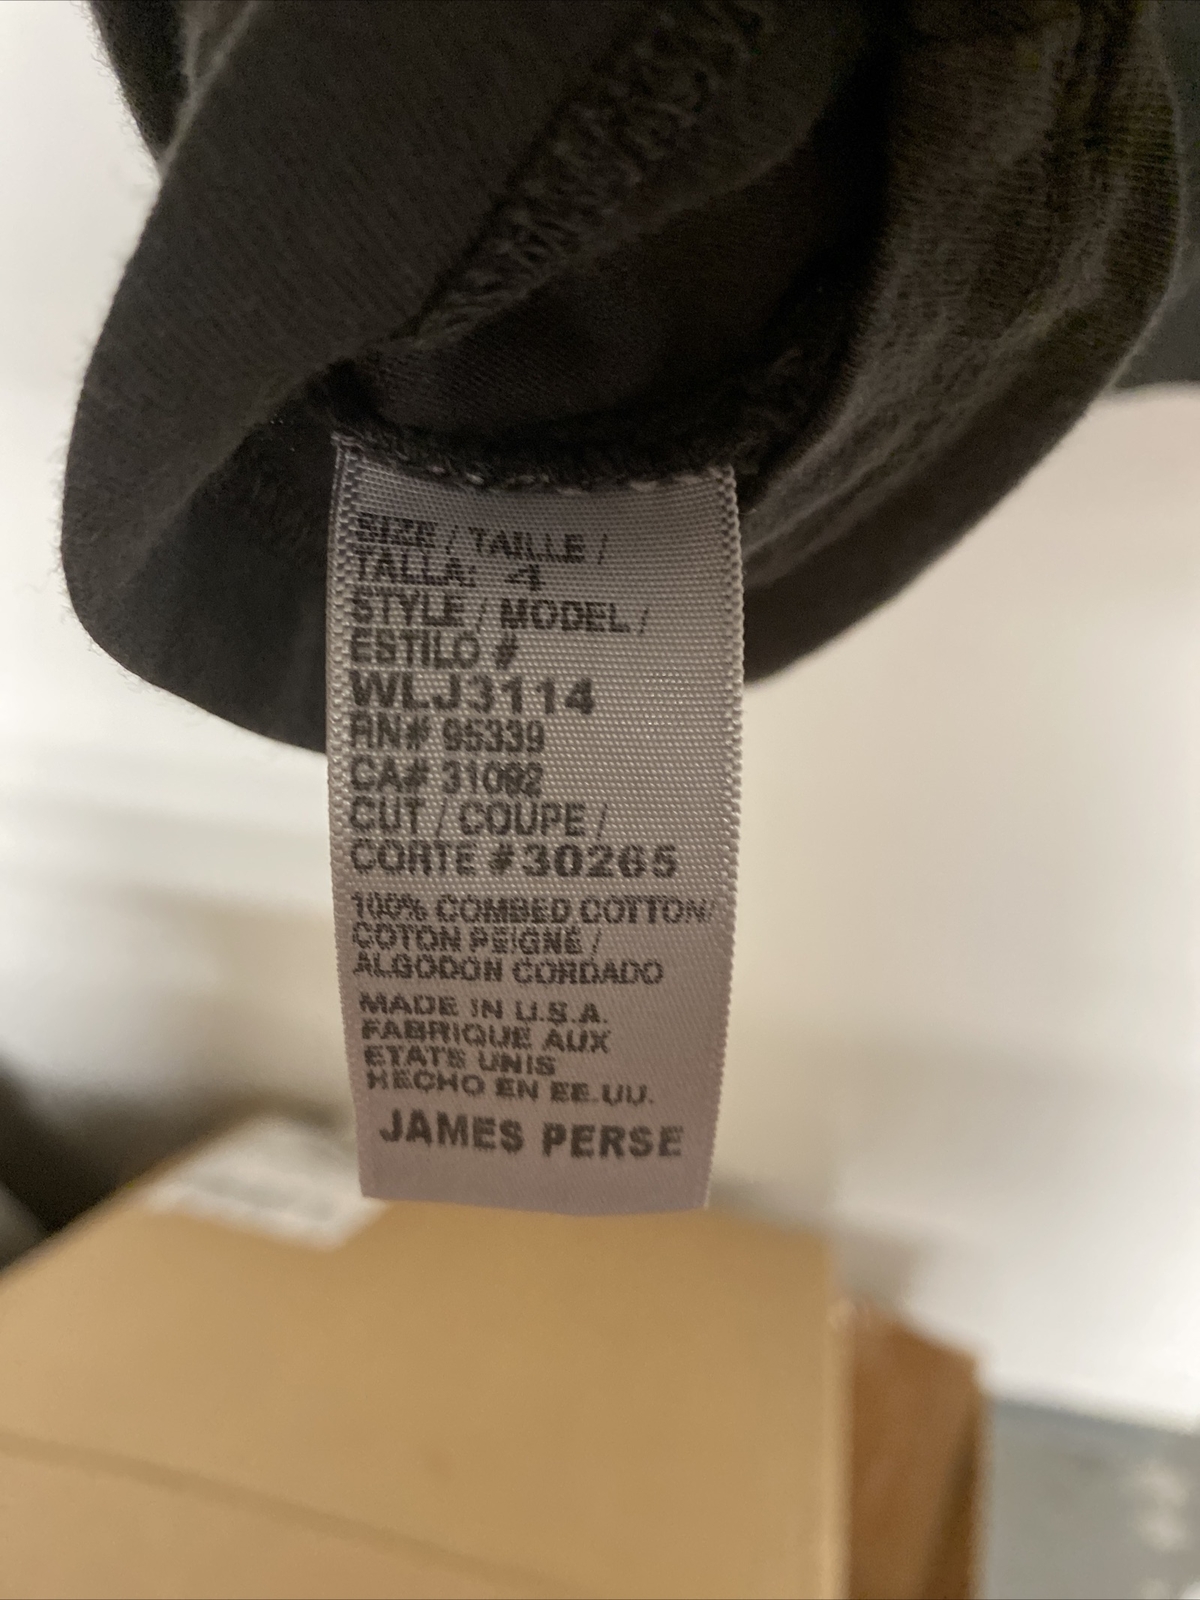 SIZE / TAILLE /
TALLA: 4
STYLE / MODEL /
ESTILO #
WLJ3114
RN# 95339
CA# 31092
CUT / COUPE /
CORTE #30265
100% COMBED COTTON/
COTON PEIGNÉ /
ALGODON CORDADO
MADE IN U.S.A.
FABRIQUE AUX
ETATS UNIS
HECHO EN EE.UU.
JAMES PERSE